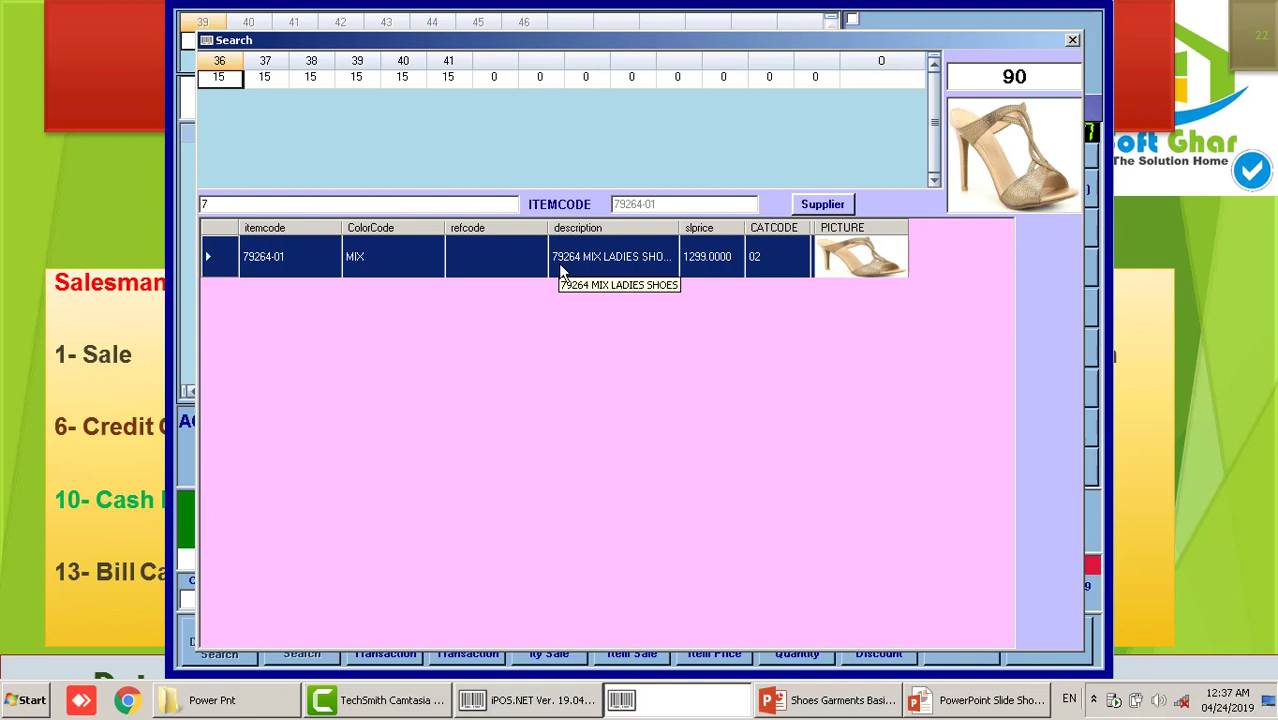 39 40 41 42 43 44 45 46
22
Search
36 37 38 39 40 41 0
15 15 15 15 15 15 0 0 0 0 0 0 0 0
90
oft Ghar
The Solution Home
7 ITEMCODE 79264-01 Supplier
itemcode ColorCode refcode description slprice CATCODE PICTURE
79264-01 MIX 79264 MIX LADIES SHO... 1299.0000 02
79264 MIX LADIES SHOES
Salesman
1- Sale
6- Credit
10- Cash
13- Bill Ca
Search Search Transaction Transaction ity Sale Item Sale Item Price Quantity Discount
Start Power Pnt TechSmith Camtasia ... iPOS.NET Ver. 19.04... Shoes Garments Basi... PowerPoint Slide Sho... EN 12:37 AM
04/24/2019